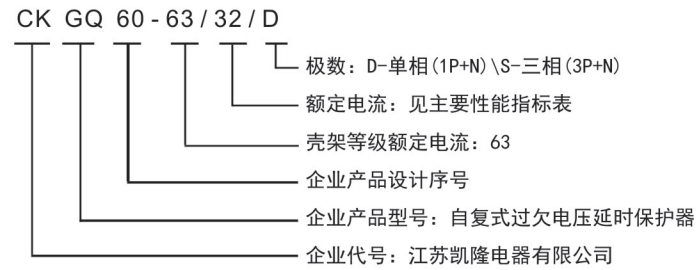 CK GQ 60-63/32/D
极数：D-单相(1P+N)\S-三相(3P+N)
额定电流：见主要性能指标表
壳架等级额定电流：63
企业产品设计序号
企业产品型号：自复式过欠电压延时保护器
企业代号：江苏凯隆电器有限公司